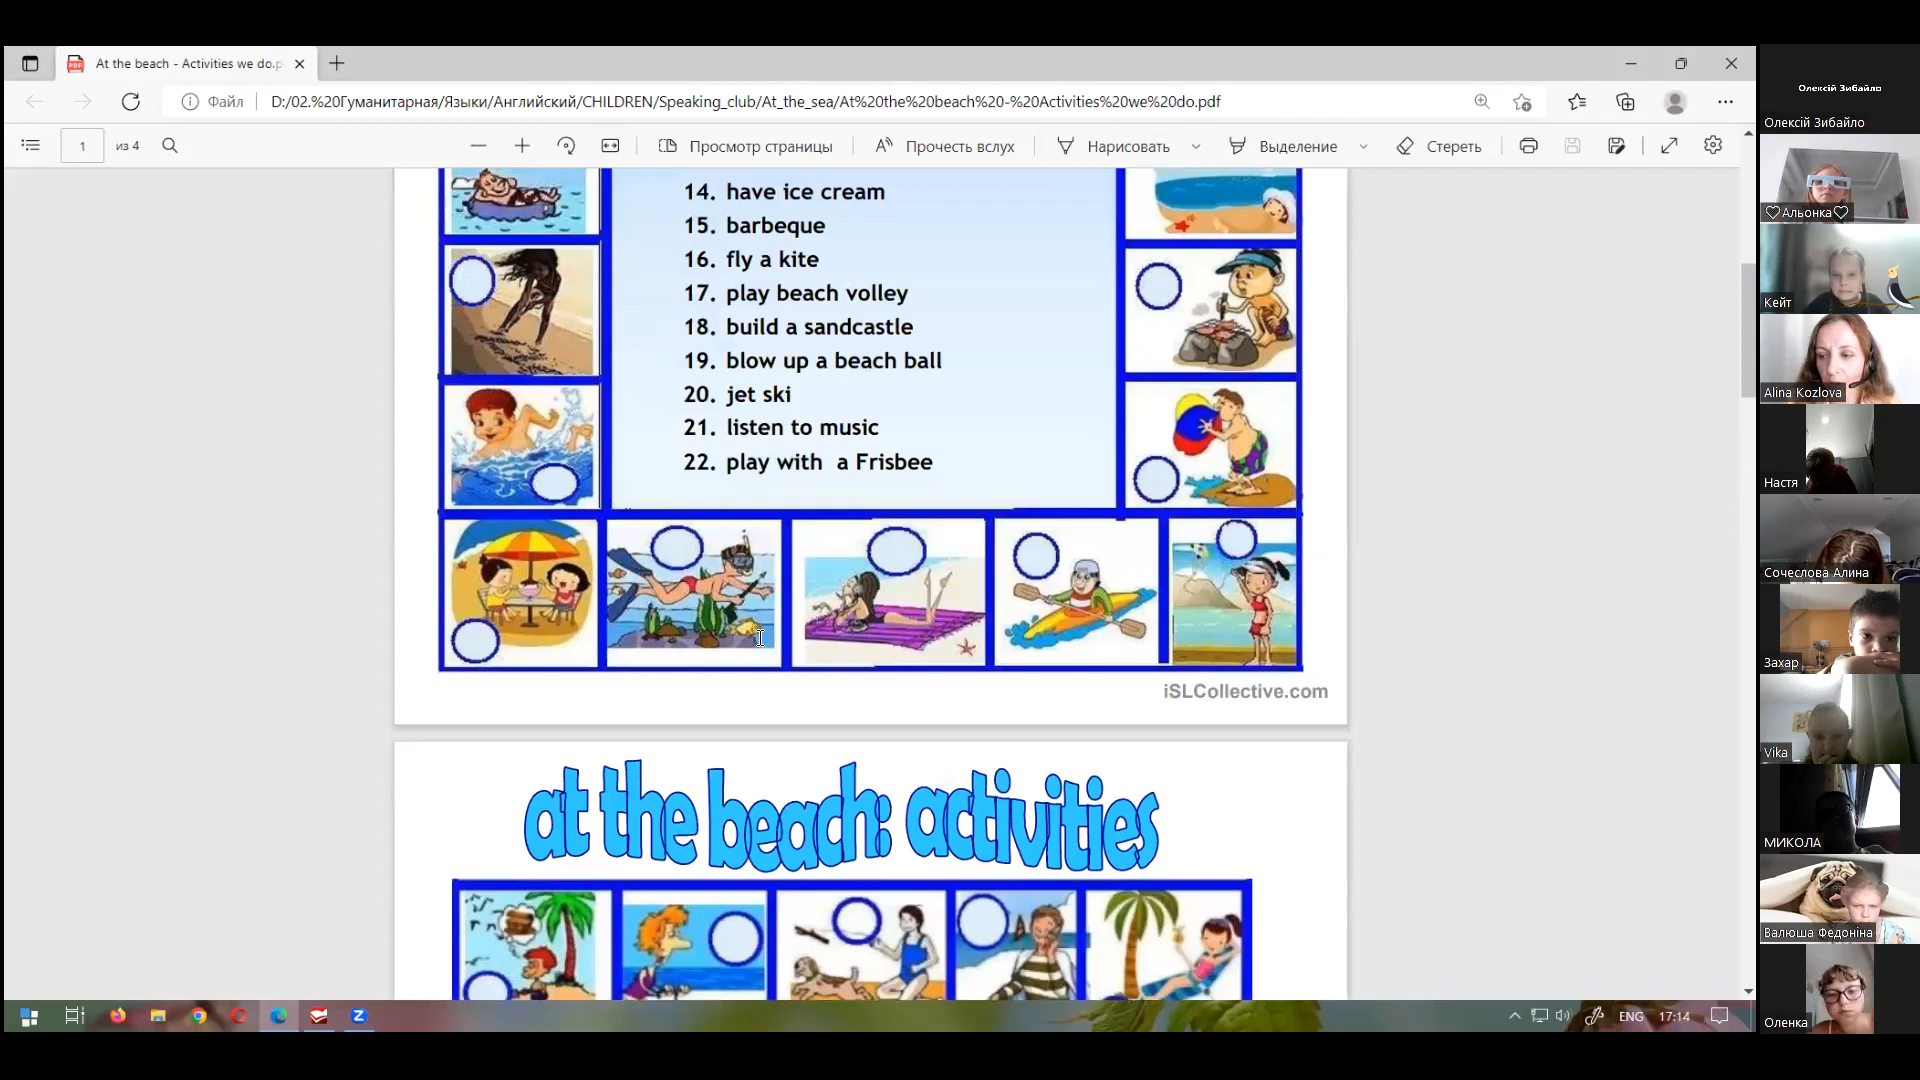 At the beach - Activities we do.p
Файл
D:/02.%20Гуманитарная/Языки/Английский/CHILDREN/Speaking_club/At_the_sea/At%20the%20beach%20-%20Activities%20we%20do.pdf
1 из 4
Просмотр страницы
Прочесть вслух
Нарисовать
Выделение
Стереть
14. have ice cream
15. barbeque
16. fly a kite
17. play beach volley
18. build a sandcastle
19. blow up a beach ball
20. jet ski
21. listen to music
22. play with a Frisbee
iSLCollective.com
at the beach: activities
ENG 17:14
Олексій Зибайло
Олексій Зибайло
♡Альонка♡
Кейт
Alina Kozlova
Настя
Сочеслова Алина
Захар
Vika
МИКОЛА
Валюша Федоніна
Оленка